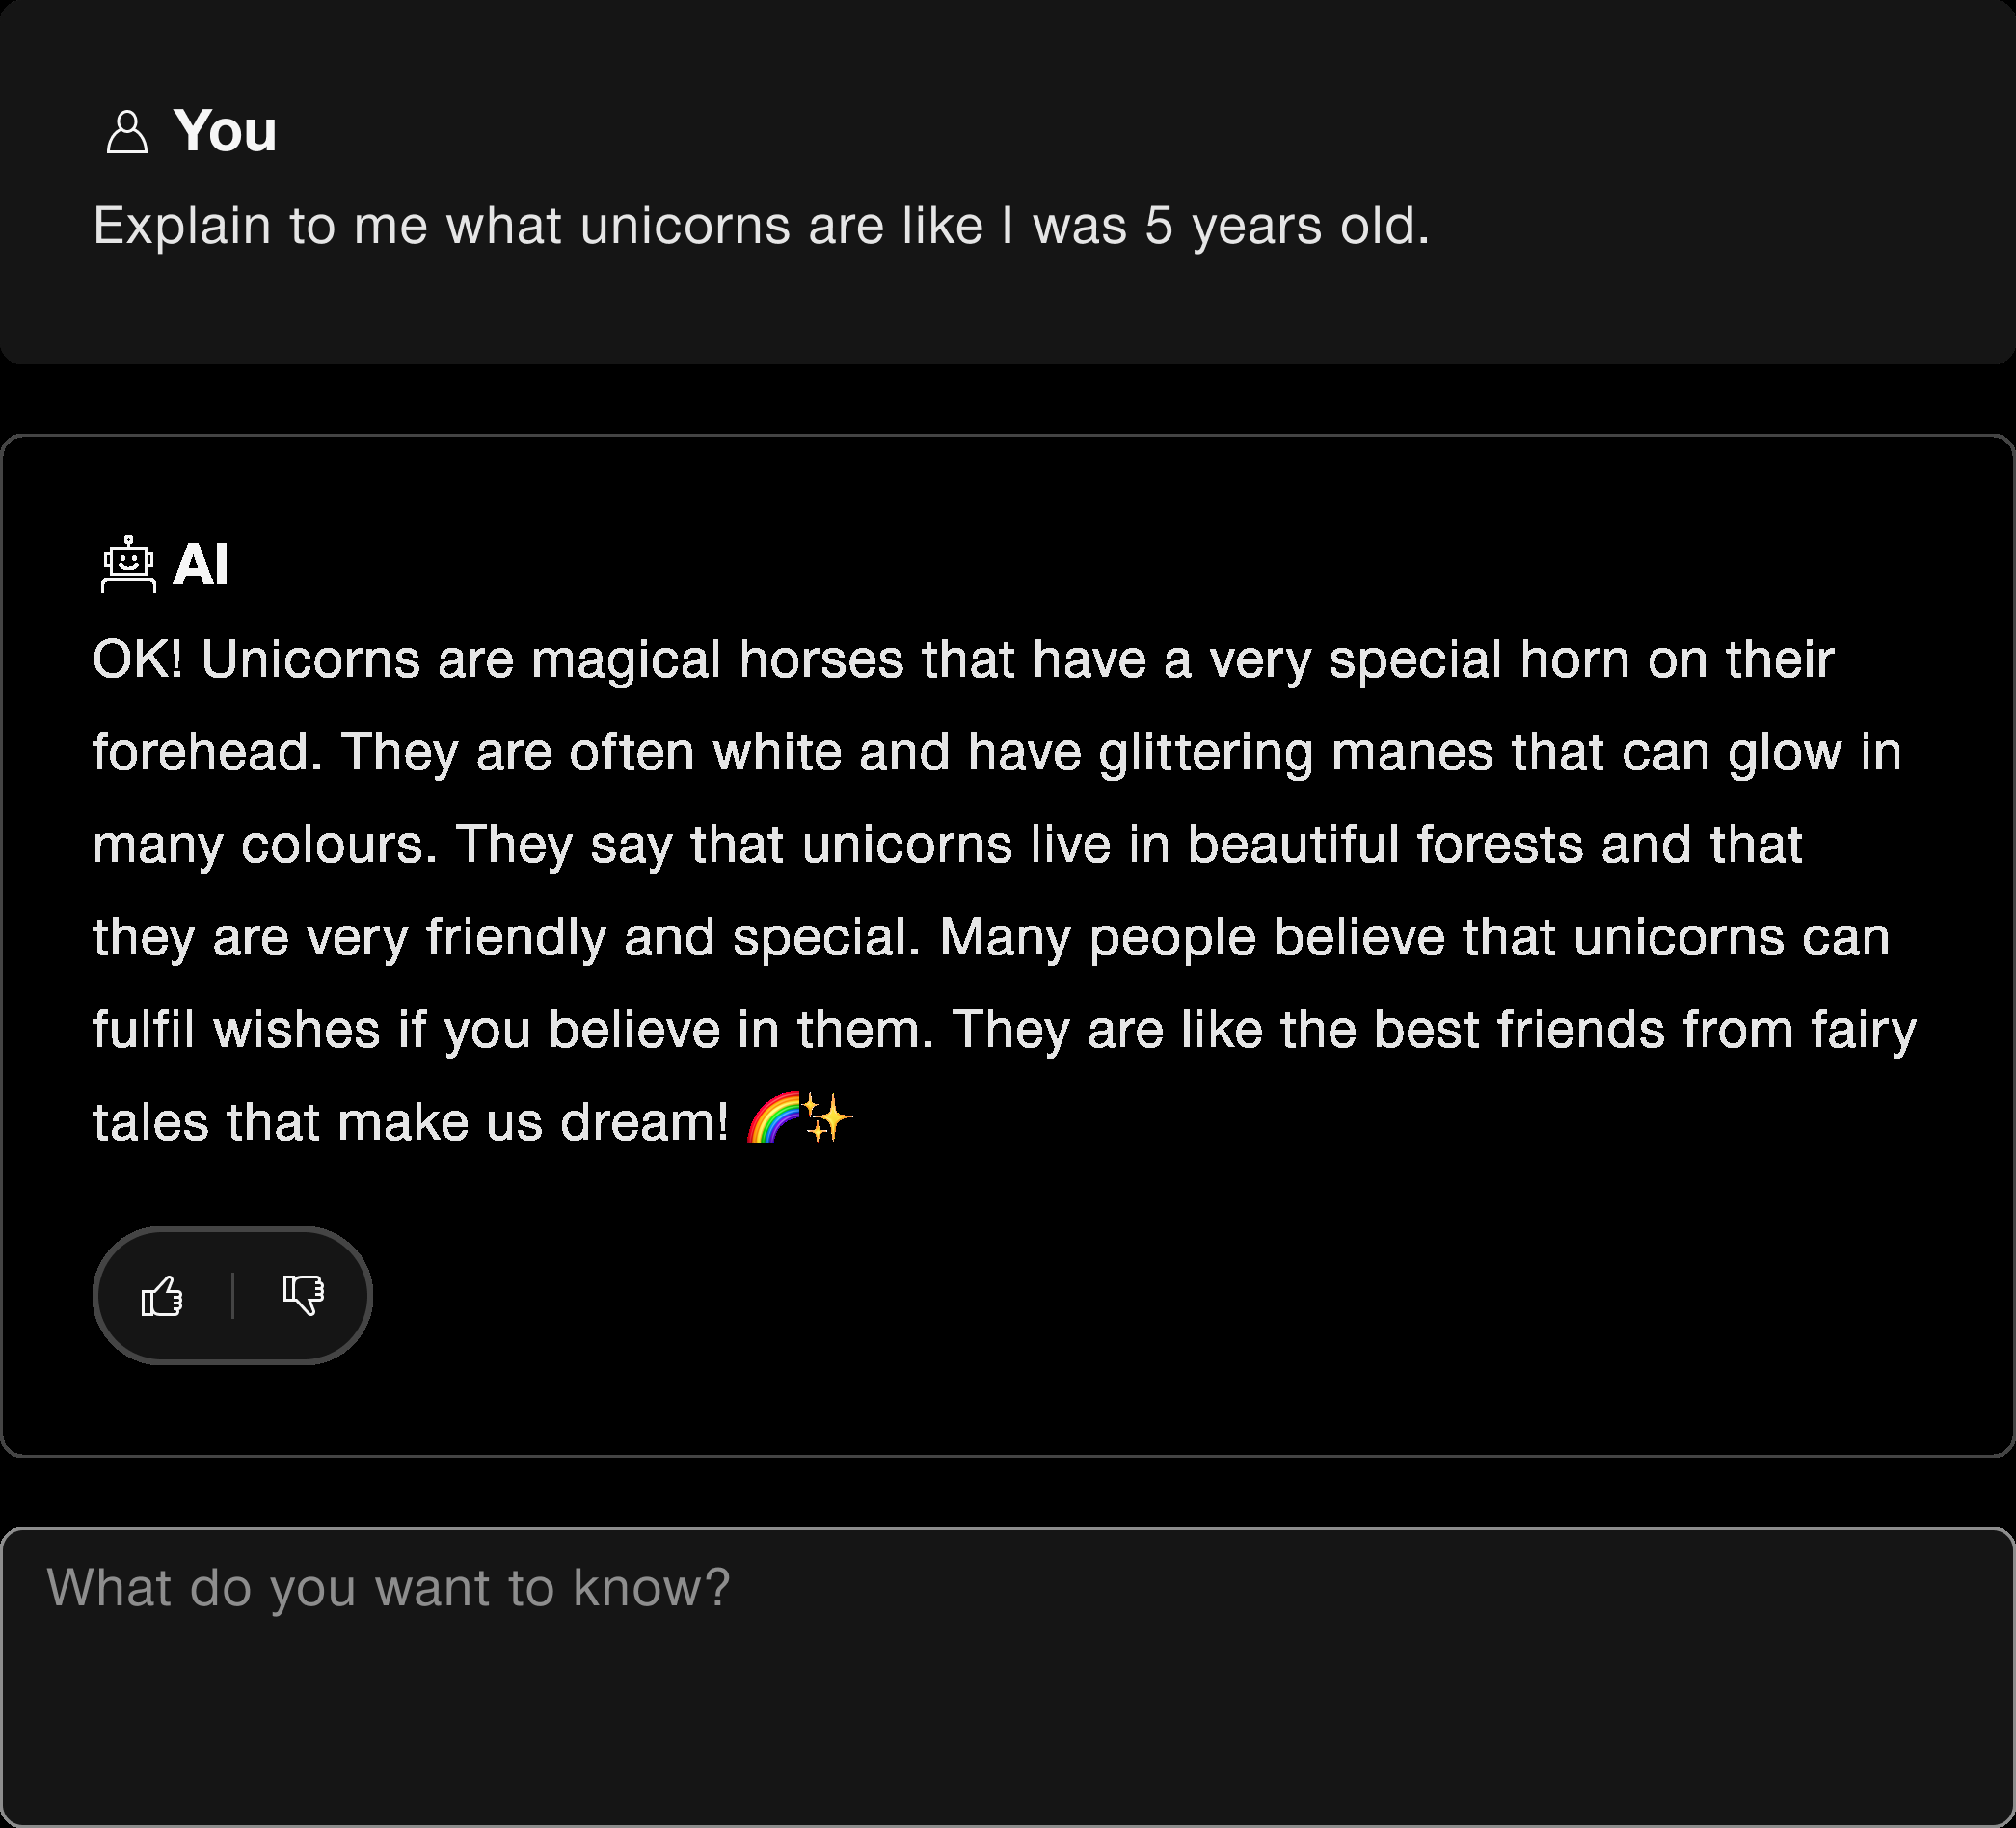 You
Explain to me what unicorns are like I was 5 years old.
AI
OK! Unicorns are magical horses that have a very special horn on their
forehead. They are often white and have glittering manes that can glow in
many colours. They say that unicorns live in beautiful forests and that
they are very friendly and special. Many people believe that unicorns can
fulfil wishes if you believe in them. They are like the best friends from fairy
tales that make us dream! 🌈✨
What do you want to know?